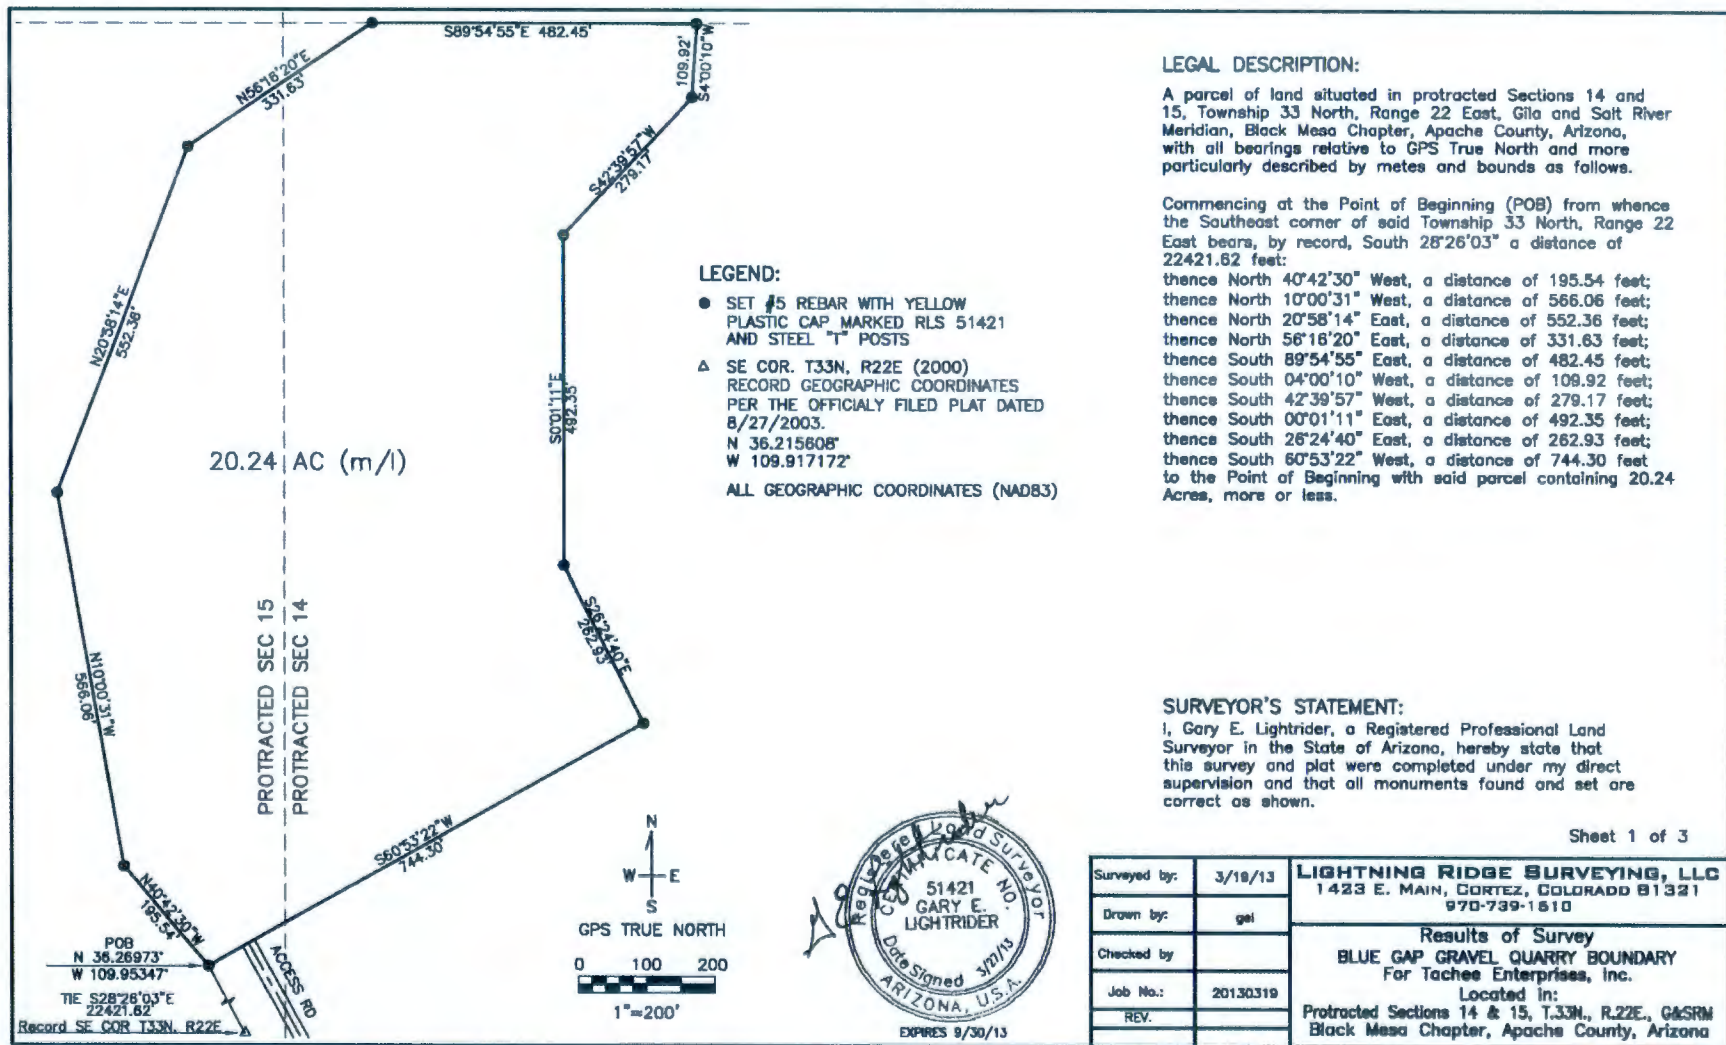 S89°54'55"E 482.45'
109.92'
S4°00'10"W
N56°16'20"E
331.63'
S42°39'57"W
279.17'
N20°58'14"E
552.36'
S0°01'11"E
492.35'
20.24 AC (m/l)
PROTRACTED SEC 15
PROTRACTED SEC 14
N10°00'31"W
566.06'
S26°24'40"E
262.93'
S60°53'22"W
744.30'
N40°42'30"W
195.54'
POB
N 36.26973°
W 109.95347°
TIE S28°26'03"E
22421.62'
Record SE COR T33N, R22E
ACCESS RD
LEGEND:
SET #5 REBAR WITH YELLOW
PLASTIC CAP MARKED RLS 51421
AND STEEL "T" POSTS
SE COR. T33N, R22E (2000)
RECORD GEOGRAPHIC COORDINATES
PER THE OFFICIALY FILED PLAT DATED
8/27/2003.
N 36.215608°
W 109.917172°
ALL GEOGRAPHIC COORDINATES (NAD83)
N
W E
S
GPS TRUE NORTH
0 100 200
1"=200'
Registered Land Surveyor
CERTIFICATE NO.
51421
GARY E.
LIGHTRIDER
Date Signed 3/27/13
ARIZONA, U.S.A.
EXPIRES 9/30/13
LEGAL DESCRIPTION:
A parcel of land situated in protracted Sections 14 and
15, Township 33 North, Range 22 East, Gila and Salt River
Meridian, Black Mesa Chapter, Apache County, Arizona,
with all bearings relative to GPS True North and more
particularly described by metes and bounds as follows.
Commencing at the Point of Beginning (POB) from whence
the Southeast corner of said Township 33 North, Range 22
East bears, by record, South 28°26'03" a distance of
22421.62 feet:
thence North 40°42'30" West, a distance of 195.54 feet;
thence North 10°00'31" West, a distance of 566.06 feet;
thence North 20°58'14" East, a distance of 552.36 feet;
thence North 56°16'20" East, a distance of 331.63 feet;
thence South 89°54'55" East, a distance of 482.45 feet;
thence South 04°00'10" West, a distance of 109.92 feet;
thence South 42°39'57" West, a distance of 279.17 feet;
thence South 00°01'11" East, a distance of 492.35 feet;
thence South 26°24'40" East, a distance of 262.93 feet;
thence South 60°53'22" West, a distance of 744.30 feet
to the Point of Beginning with said parcel containing 20.24
Acres, more or less.
SURVEYOR'S STATEMENT:
I, Gary E. Lightrider, a Registered Professional Land
Surveyor in the State of Arizona, hereby state that
this survey and plat were completed under my direct
supervision and that all monuments found and set are
correct as shown.
Sheet 1 of 3
Surveyed by: 3/19/13
Drawn by: gel
Checked by
Job No.: 20130319
REV.
LIGHTNING RIDGE SURVEYING, LLC
1423 E. MAIN, CORTEZ, COLORADO 81321
970-739-1510
Results of Survey
BLUE GAP GRAVEL QUARRY BOUNDARY
For Tachee Enterprises, Inc.
Located in:
Protracted Sections 14 & 15, T.33N., R.22E., G&SRM
Black Mesa Chapter, Apache County, Arizona